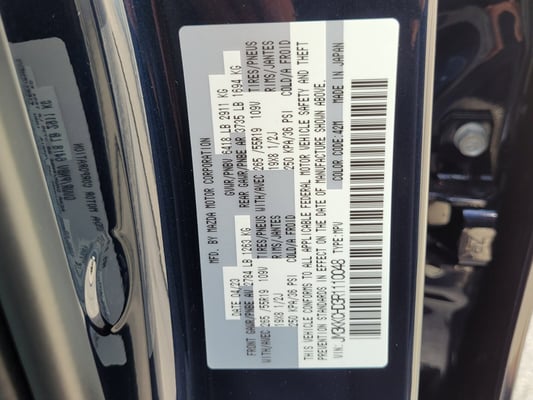 MFD. BY MAZDA MOTOR CORPORATION
DATE 04/23 GVWR/PNBV 6418 LB 2911 KG
FRONT GAWR/PNBE AV 2784 LB 1263 KG REAR GAWR/PNBE AR 3735 LB 1694 KG
WITH/AVEC TIRES/PNEUS WITH/AVEC TIRES/PNEUS
265/55R19 109V 265/55R19 109V
RIMS/JANTES RIMS/JANTES
19X8 1/2J 19X8 1/2J
COLD/A FROID COLD/A FROID
250 KPA/36 PSI 250 KPA/36 PSI
THIS VEHICLE CONFORMS TO ALL APPLICABLE FEDERAL MOTOR VEHICLE SAFETY AND THEFT
PREVENTION STANDARDS IN EFFECT ON THE DATE OF MANUFACTURE SHOWN ABOVE.
COLOR CODE: 42M MADE IN JAPAN
VIN: TYPE: MPV